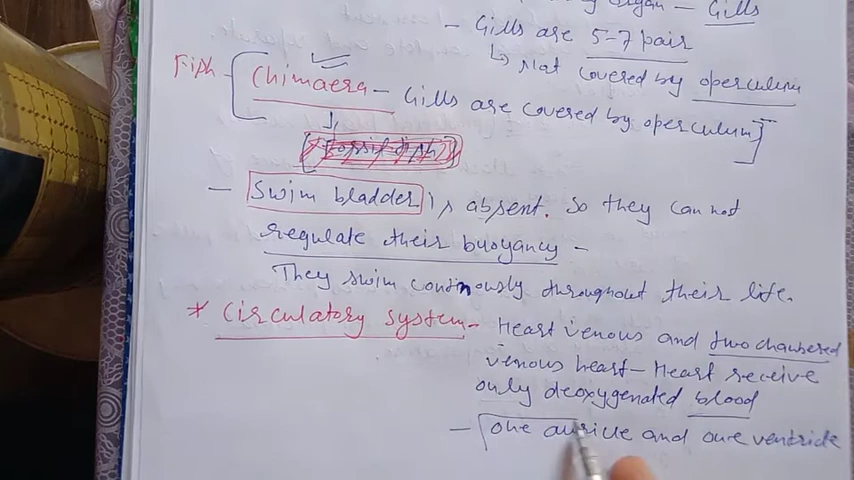 organ - Gills
- Gills are 5-7 pair
↳ Not covered by operculum
Fish Chimaera - Gills are covered by operculum
- Swim bladder is absent. So they can not
regulate their buoyancy -
They swim continously throughout their life.
* Circulatory system - Heart venous and two chambered
venous heart - Heart receive
only deoxygenated blood
- one auricle and one ventricle